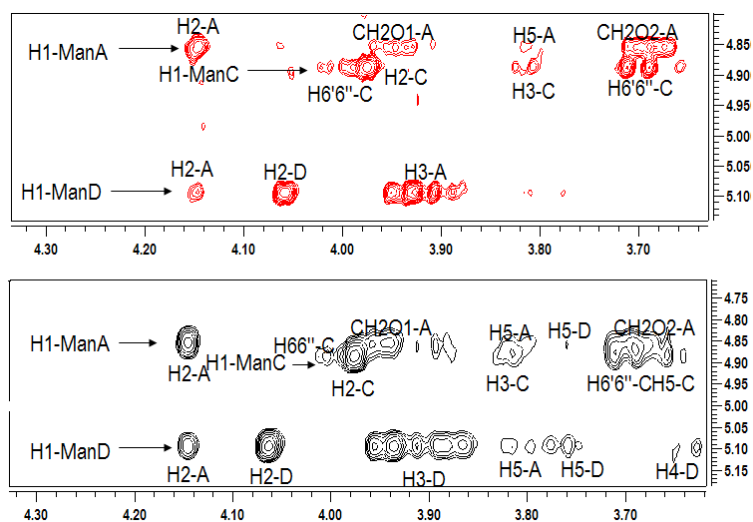 H2-A CH2O1-A H5-A CH2O2-A
H1-ManA
H1-ManC
H6'6''-C H2-C H3-C H6'6''-C
H2-A H2-D H3-A
H1-ManD
4.80
4.85
4.90
4.95
5.00
5.05
5.10
4.30 4.20 4.10 4.00 3.90 3.80 3.70
CH2O1-A H5-A H5-D CH2O2-A
H1-ManA
H66''-C
H1-ManC
H2-A H2-C H3-C H6'6''-CH5-C
H1-ManD
H2-A H2-D H3-D H5-A H5-D H4-D
4.75
4.80
4.85
4.90
4.95
5.00
5.05
5.10
5.15
4.30 4.20 4.10 4.00 3.90 3.80 3.70